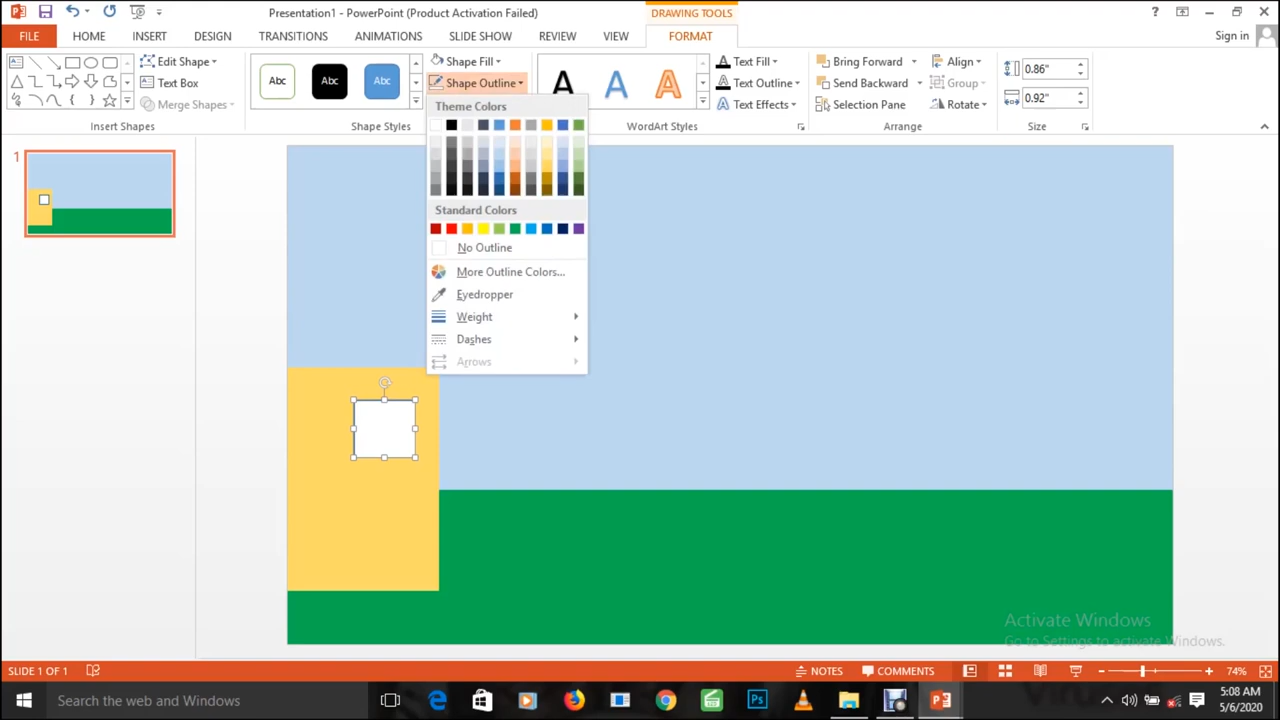 Presentation1 - PowerPoint (Product Activation Failed)
DRAWING TOOLS
?
FILE HOME INSERT DESIGN TRANSITIONS ANIMATIONS SLIDE SHOW REVIEW VIEW FORMAT Sign in
Edit Shape
Text Box
Merge Shapes
Insert Shapes
Abc Abc Abc
Shape Styles
Shape Fill
Shape Outline
A A A
Text Fill
Text Outline
Text Effects
WordArt Styles
Bring Forward
Send Backward
Selection Pane
Align
Group
Rotate
Arrange
0.86"
0.92"
Size
Theme Colors
Standard Colors
No Outline
More Outline Colors...
Eyedropper
Weight
Dashes
Arrows
1
Activate Windows
Go to Settings to activate Windows.
SLIDE 1 OF 1
NOTES
COMMENTS
74%
Search the web and Windows
Ps
5:08 AM
5/6/2020